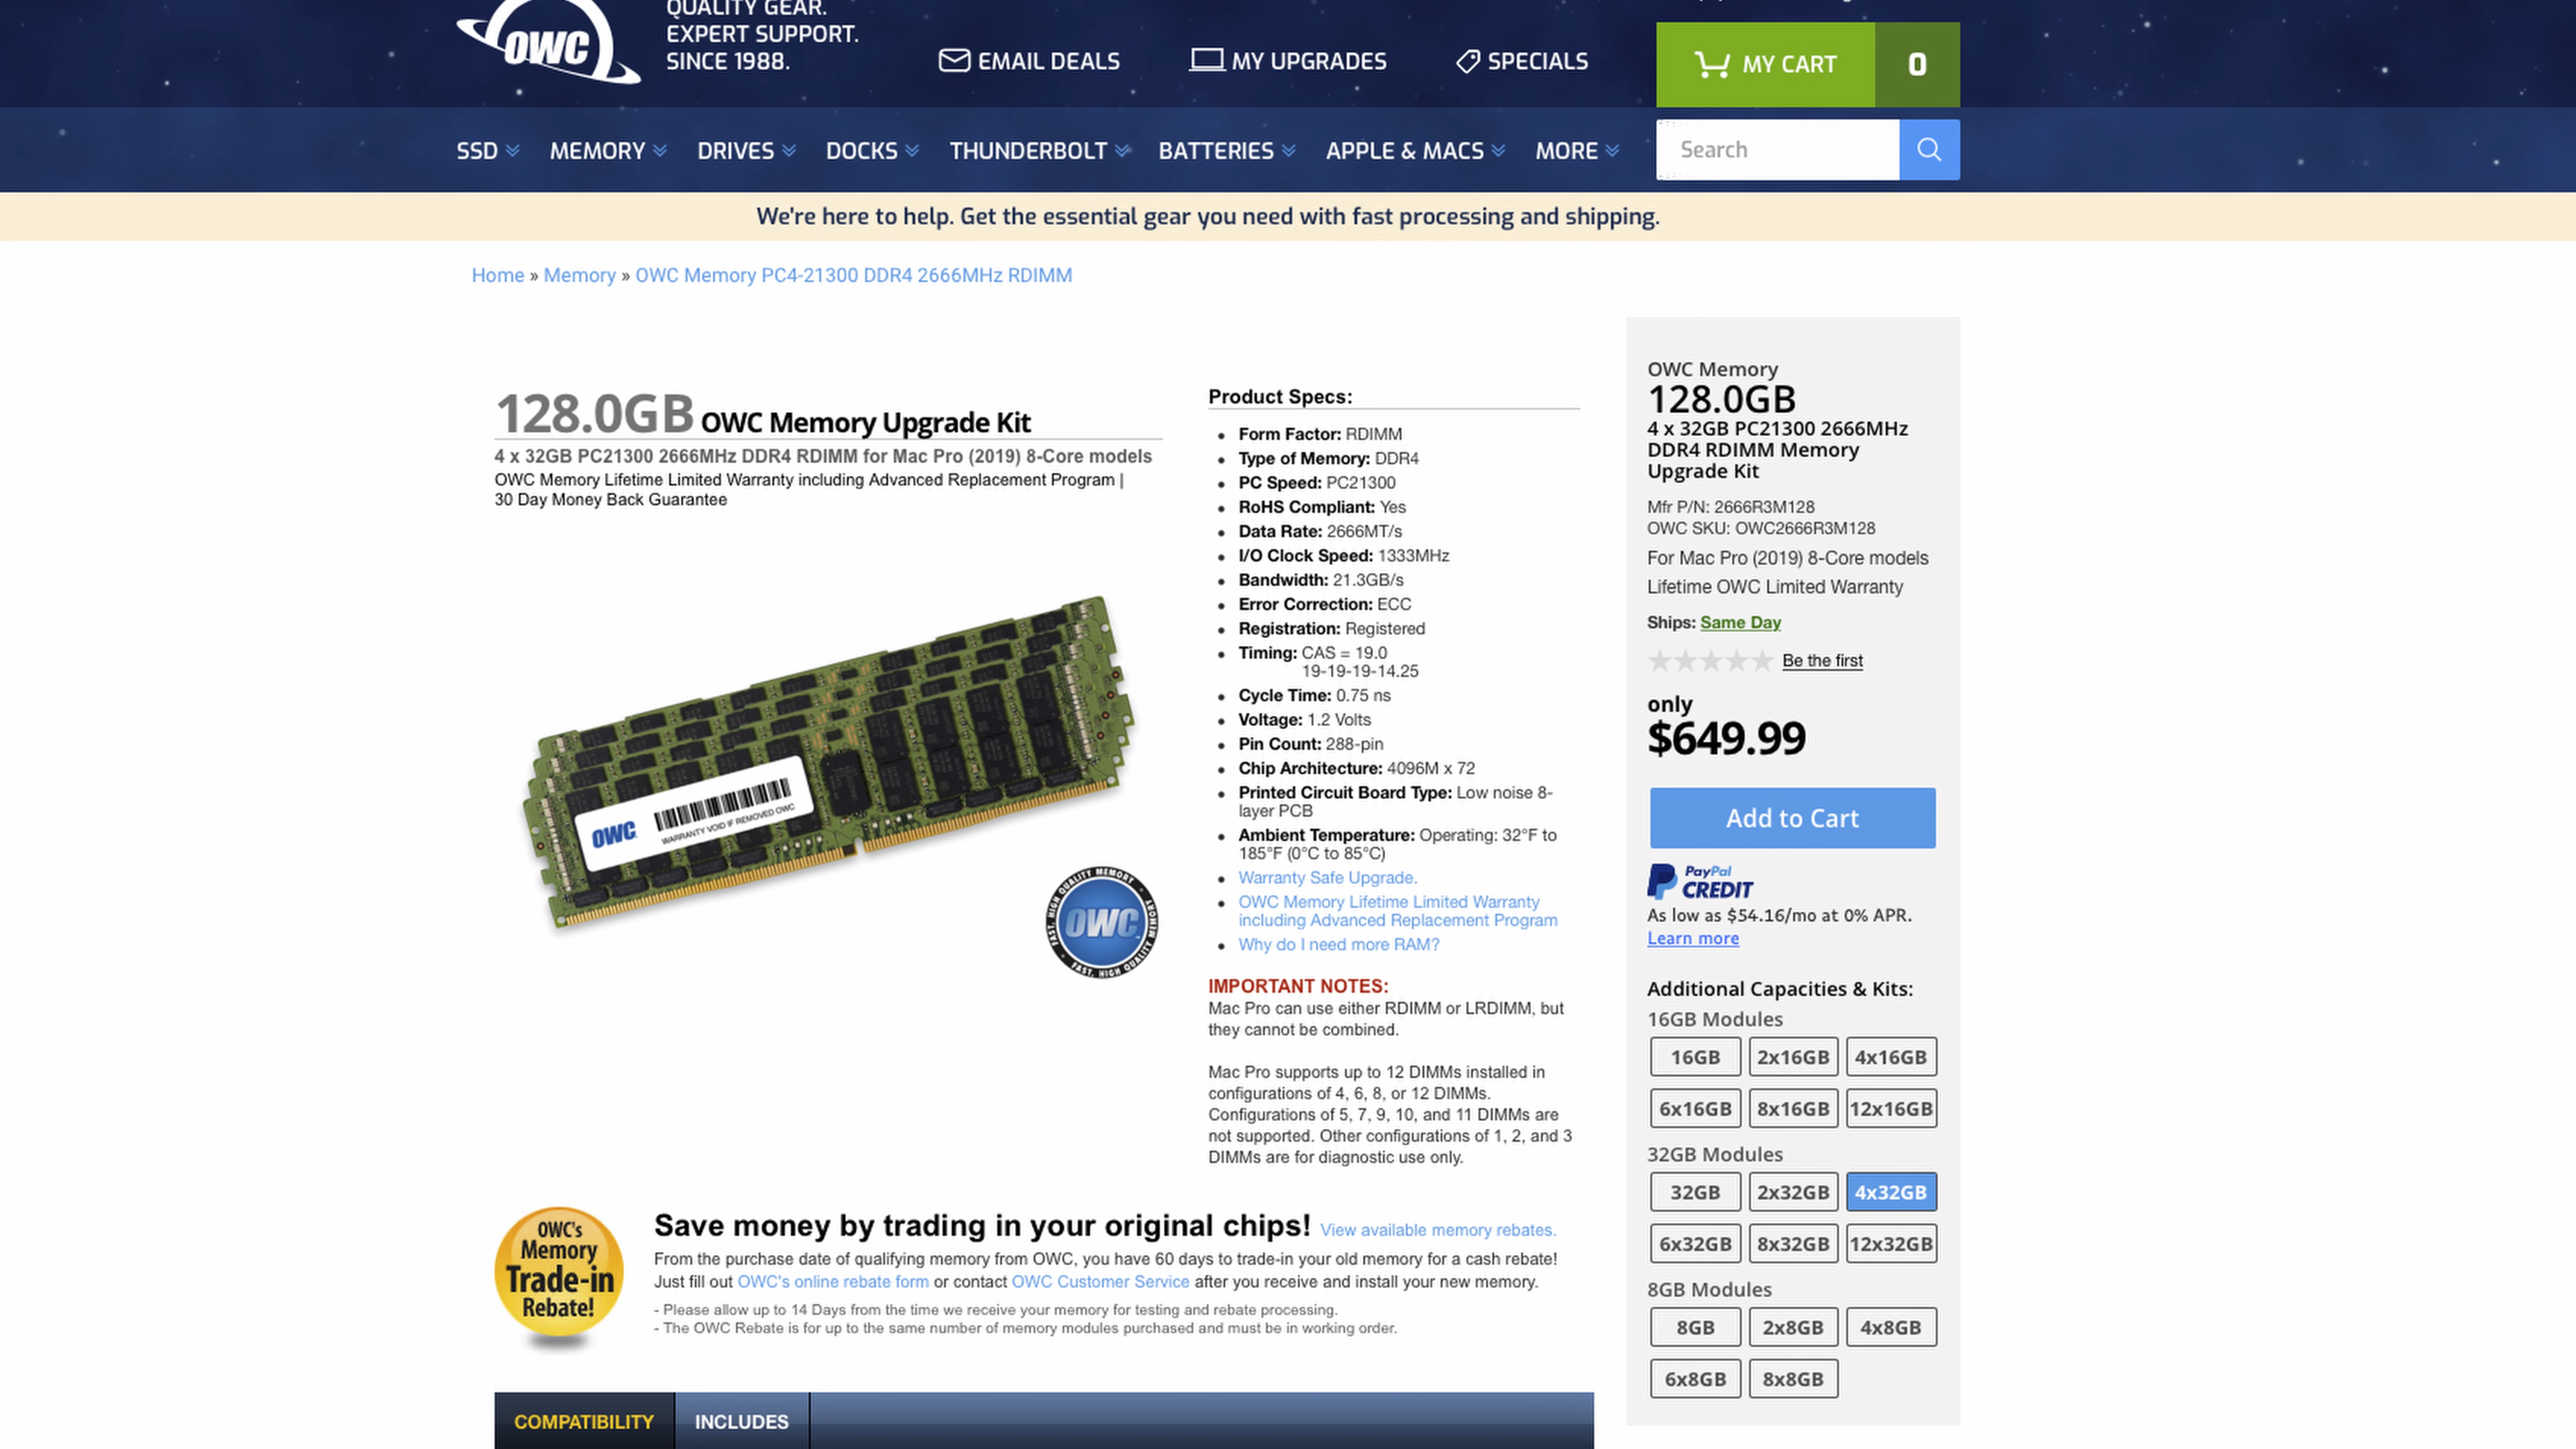 QUALITY GEAR.
EXPERT SUPPORT.
SINCE 1988.
OWC
EMAIL DEALS
MY UPGRADES
SPECIALS
MY CART
0
SSD
MEMORY
DRIVES
DOCKS
THUNDERBOLT
BATTERIES
APPLE & MACS
MORE
Search
We're here to help. Get the essential gear you need with fast processing and shipping.
Home » Memory » OWC Memory PC4-21300 DDR4 2666MHz RDIMM
128.0GB OWC Memory Upgrade Kit
4 x 32GB PC21300 2666MHz DDR4 RDIMM for Mac Pro (2019) 8-Core models
OWC Memory Lifetime Limited Warranty including Advanced Replacement Program |
30 Day Money Back Guarantee
OWC
WARRANTY VOID IF REMOVED OWC
FAST, HIGH QUALITY MEMORY
OWC
FAST, HIGH QUALITY MEMORY
Product Specs:
Form Factor: RDIMM
Type of Memory: DDR4
PC Speed: PC21300
RoHS Compliant: Yes
Data Rate: 2666MT/s
I/O Clock Speed: 1333MHz
Bandwidth: 21.3GB/s
Error Correction: ECC
Registration: Registered
Timing: CAS = 19.0
19-19-19-14.25
Cycle Time: 0.75 ns
Voltage: 1.2 Volts
Pin Count: 288-pin
Chip Architecture: 4096M x 72
Printed Circuit Board Type: Low noise 8-
layer PCB
Ambient Temperature: Operating: 32°F to
185°F (0°C to 85°C)
Warranty Safe Upgrade.
OWC Memory Lifetime Limited Warranty
including Advanced Replacement Program
Why do I need more RAM?
IMPORTANT NOTES:
Mac Pro can use either RDIMM or LRDIMM, but
they cannot be combined.
Mac Pro supports up to 12 DIMMs installed in
configurations of 4, 6, 8, or 12 DIMMs.
Configurations of 5, 7, 9, 10, and 11 DIMMs are
not supported. Other configurations of 1, 2, and 3
DIMMs are for diagnostic use only.
OWC Memory
128.0GB
4 x 32GB PC21300 2666MHz
DDR4 RDIMM Memory
Upgrade Kit
Mfr P/N: 2666R3M128
OWC SKU: OWC2666R3M128
For Mac Pro (2019) 8-Core models
Lifetime OWC Limited Warranty
Ships: Same Day
Be the first
only
$649.99
Add to Cart
PayPal
CREDIT
As low as $54.16/mo at 0% APR.
Learn more
Additional Capacities & Kits:
16GB Modules
16GB 2x16GB 4x16GB
6x16GB 8x16GB 12x16GB
32GB Modules
32GB 2x32GB 4x32GB
6x32GB 8x32GB 12x32GB
8GB Modules
8GB 2x8GB 4x8GB
6x8GB 8x8GB
OWC's
Memory
Trade-in
Rebate!
Save money by trading in your original chips! View available memory rebates.
From the purchase date of qualifying memory from OWC, you have 60 days to trade-in your old memory for a cash rebate!
Just fill out OWC's online rebate form or contact OWC Customer Service after you receive and install your new memory.
- Please allow up to 14 Days from the time we receive your memory for testing and rebate processing.
- The OWC Rebate is for up to the same number of memory modules purchased and must be in working order.
COMPATIBILITY
INCLUDES